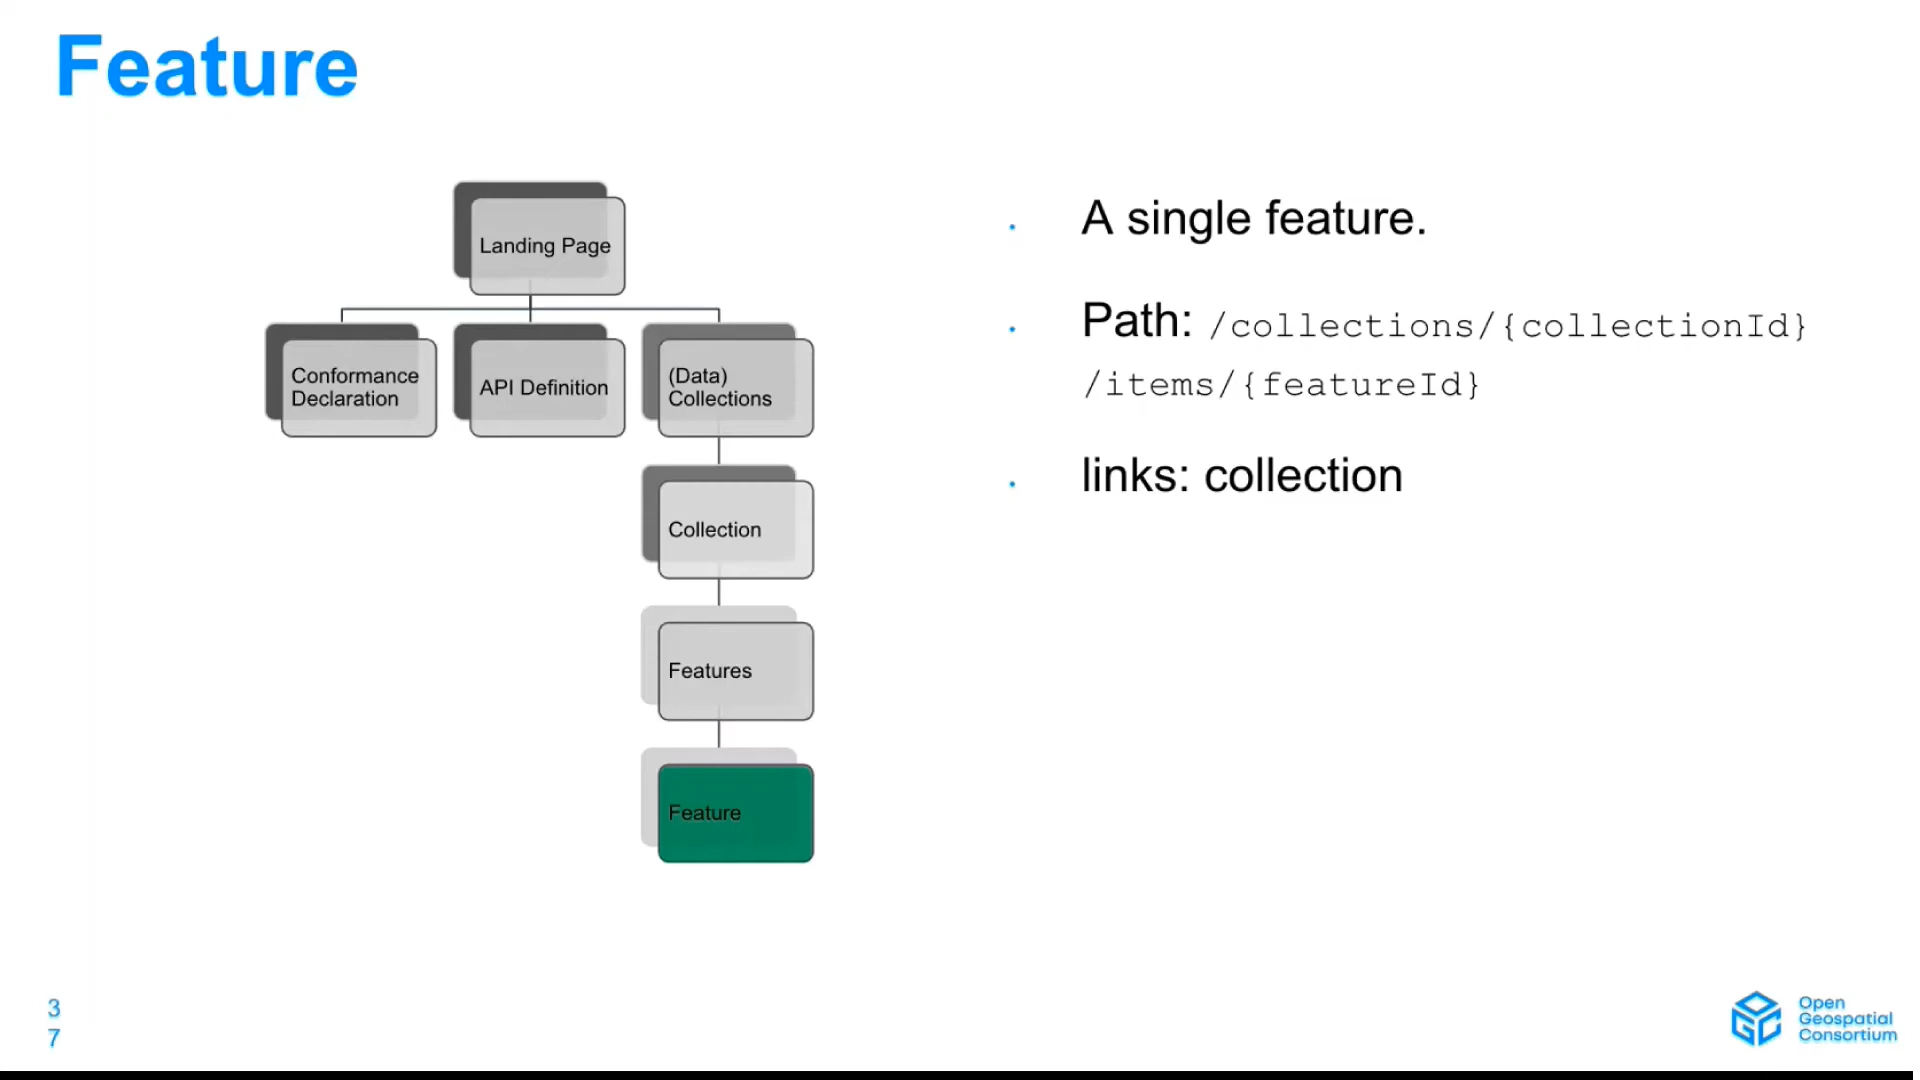 Feature
Landing Page
Conformance
Declaration
API Definition
(Data)
Collections
Collection
Features
Feature
A single feature.
Path: /collections/{collectionId}
/items/{featureId}
links: collection
3
7
Open
Geospatial
Consortium